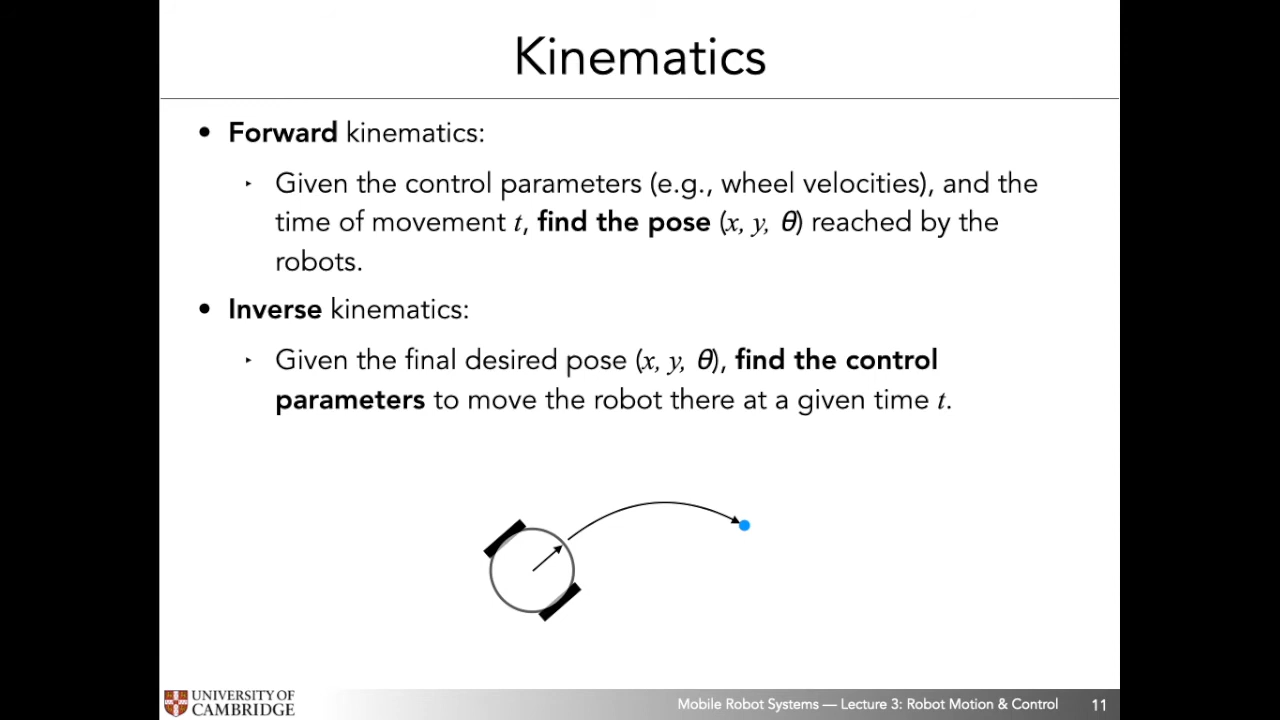 Kinematics
• Forward kinematics:
‣ Given the control parameters (e.g., wheel velocities), and the
time of movement t, find the pose (x, y, θ) reached by the
robots.
• Inverse kinematics:
‣ Given the final desired pose (x, y, θ), find the control
parameters to move the robot there at a given time t.
UNIVERSITY OF
CAMBRIDGE
Mobile Robot Systems — Lecture 3: Robot Motion & Control 11